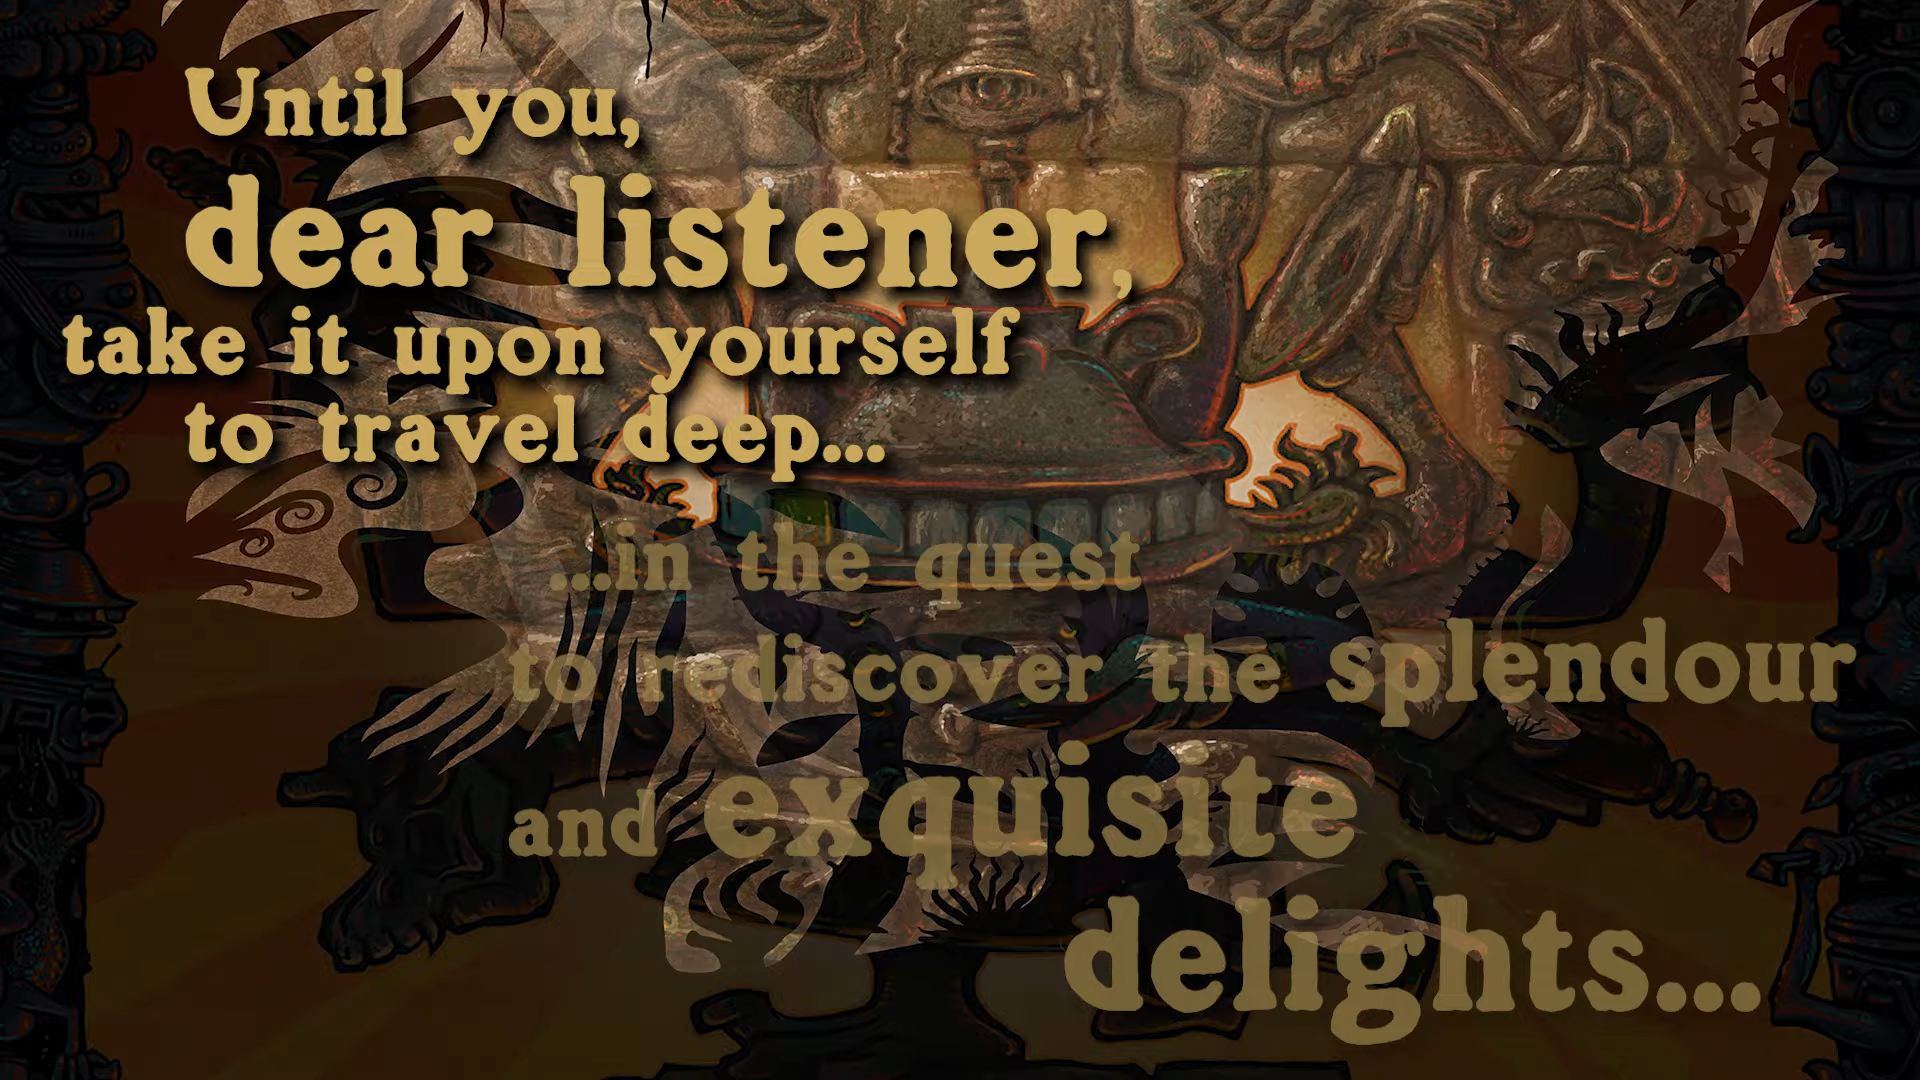 Until you,
dear listener,
take it upon yourself
to travel deep...
...in the quest
to rediscover the splendour
and exquisite
delights...